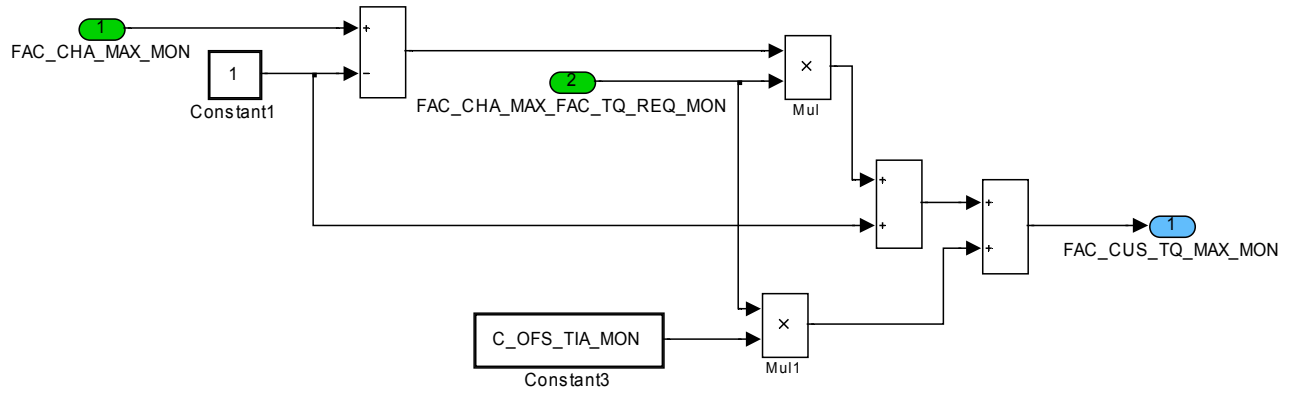 1
FAC_CHA_MAX_MON
+
−
1
Constant1
2
FAC_CHA_MAX_FAC_TQ_REQ_MON
×
Mul
+
+
+
+
1
FAC_CUS_TQ_MAX_MON
C_OFS_TIA_MON
Constant3
×
Mul1